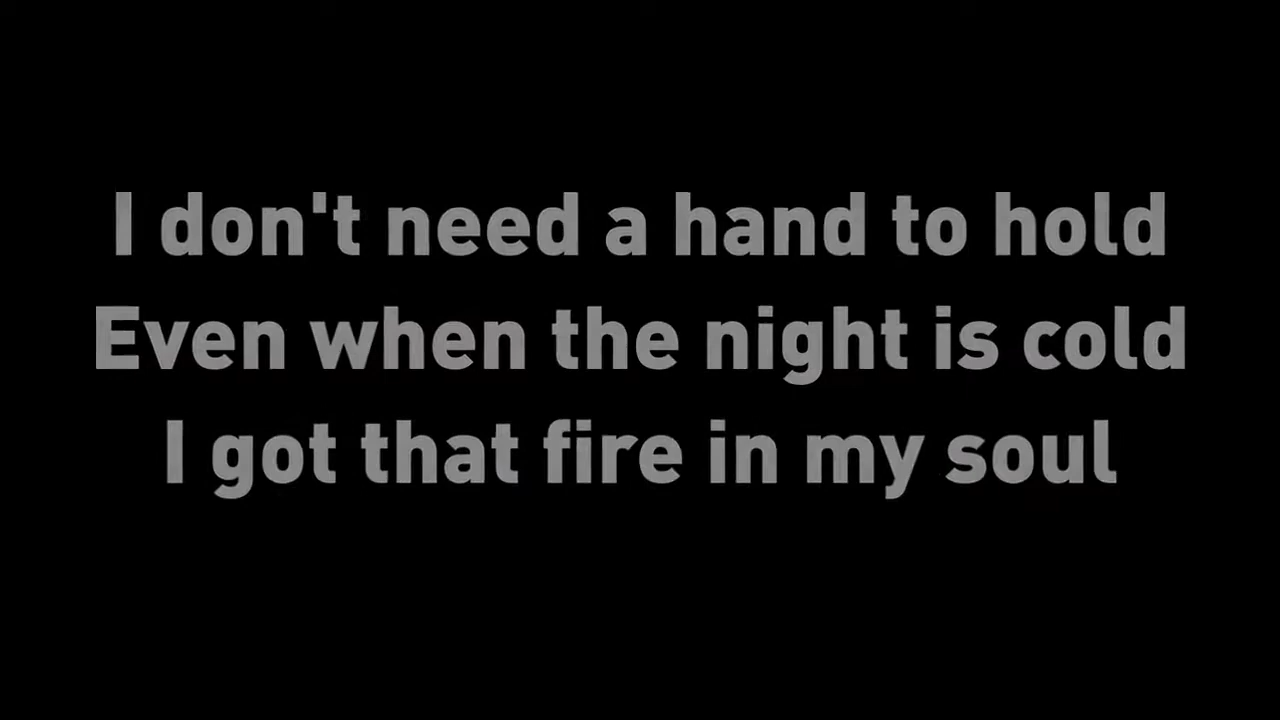 I don't need a hand to hold
Even when the night is cold
I got that fire in my soul